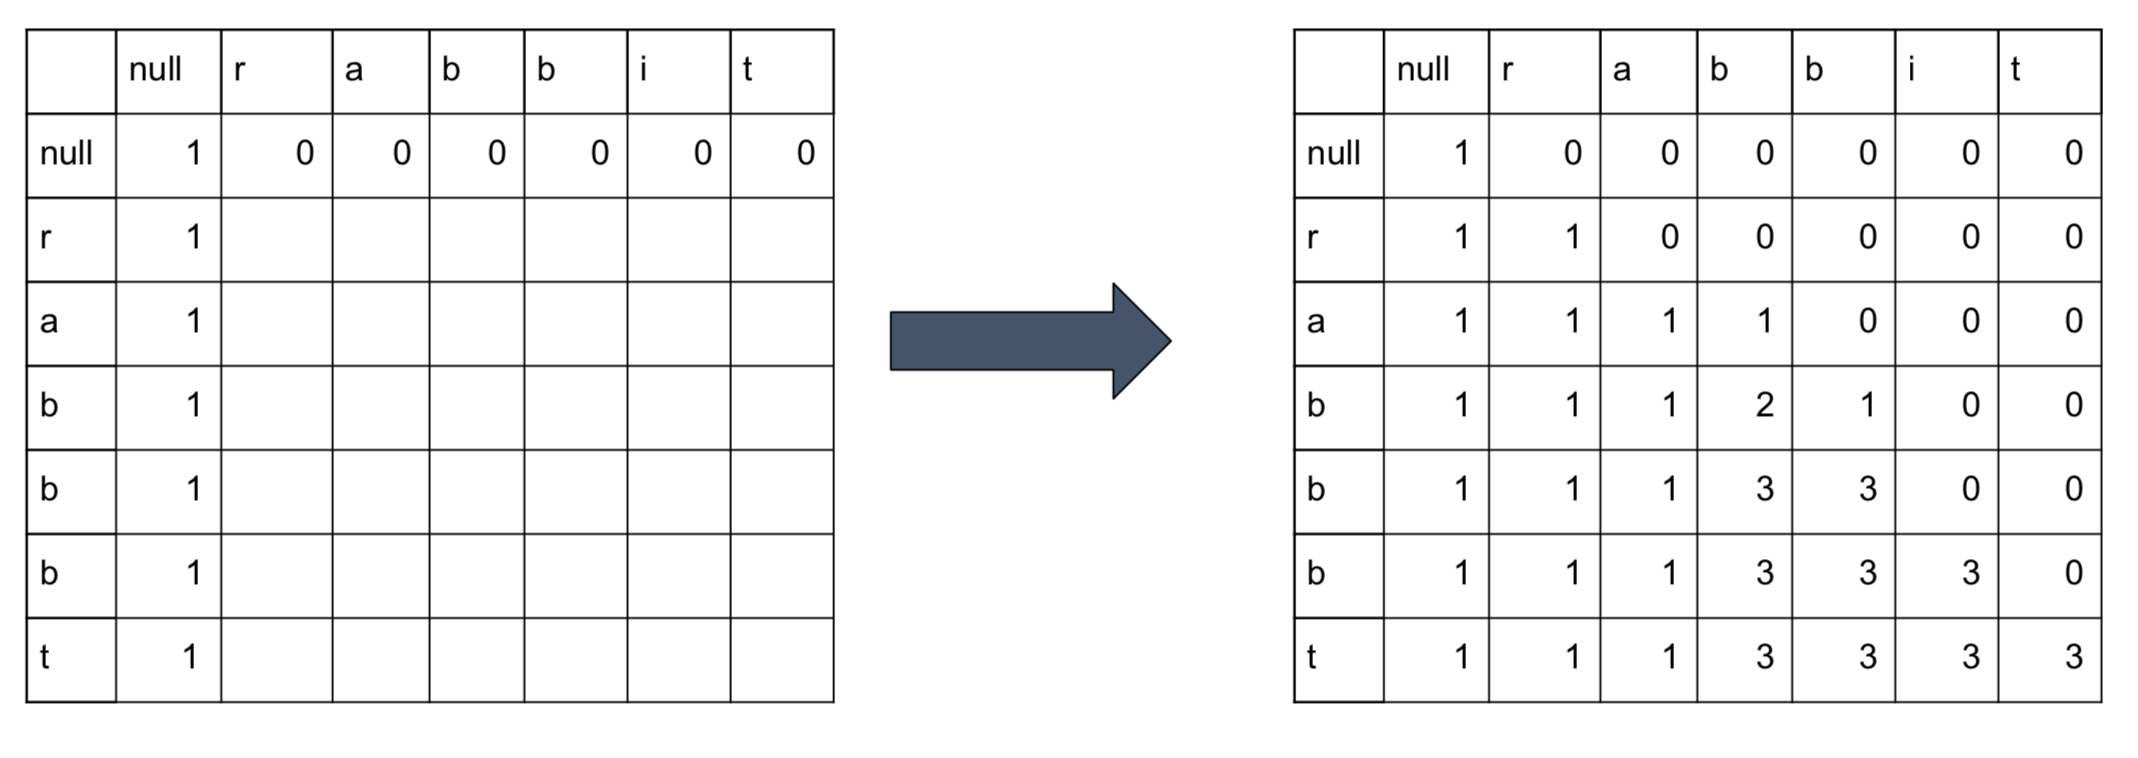 null r a b b i t
null 1 0 0 0 0 0 0
r 1
a 1
b 1
b 1
b 1
t 1
null r a b b i t
null 1 0 0 0 0 0 0
r 1 1 0 0 0 0 0
a 1 1 1 1 0 0 0
b 1 1 1 2 1 0 0
b 1 1 1 3 3 0 0
b 1 1 1 3 3 3 0
t 1 1 1 3 3 3 3